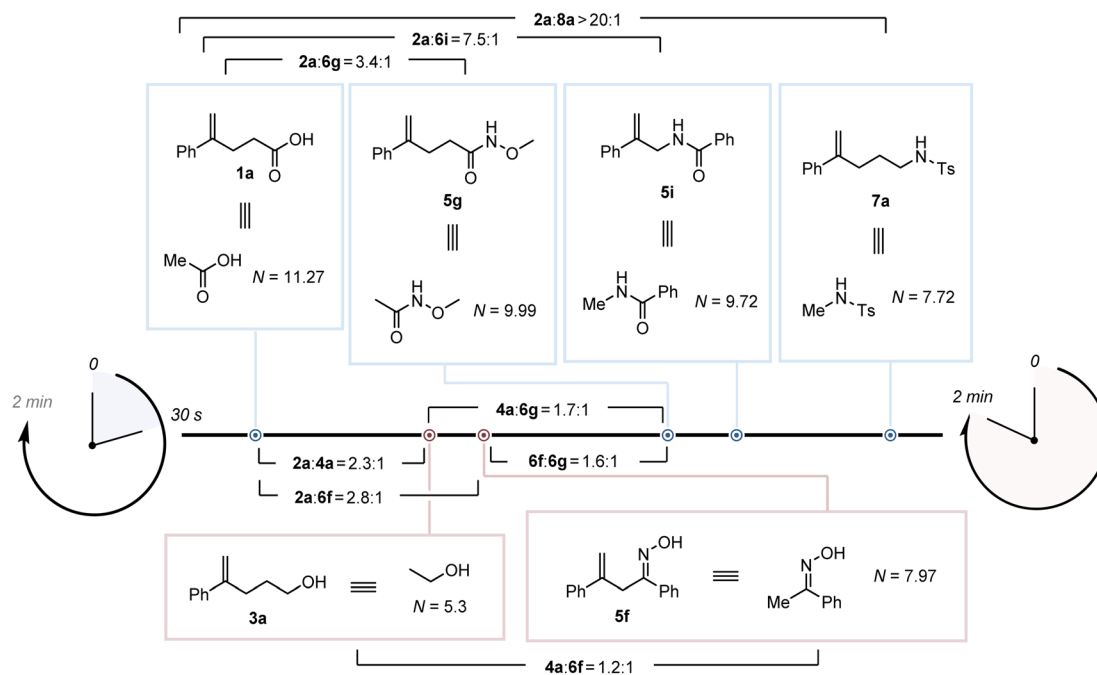 2a:8a > 20:1
2a:6i = 7.5:1
2a:6g = 3.4:1
Ph
OH
O
1a
Me
OH
O
N = 11.27
Ph
H
N
O
O
5g
H
N
O
O
N = 9.99
Ph
H
N
Ph
O
5i
Me
H
N
Ph
O
N = 9.72
Ph
H
N
Ts
7a
Me
H
N
Ts
N = 7.72
0
2 min
30 s
0
2 min
4a:6g = 1.7:1
2a:4a = 2.3:1
6f:6g = 1.6:1
2a:6f = 2.8:1
Ph
OH
3a
OH
N = 5.3
N
OH
Ph
Ph
5f
N
OH
Me
Ph
N = 7.97
4a:6f = 1.2:1